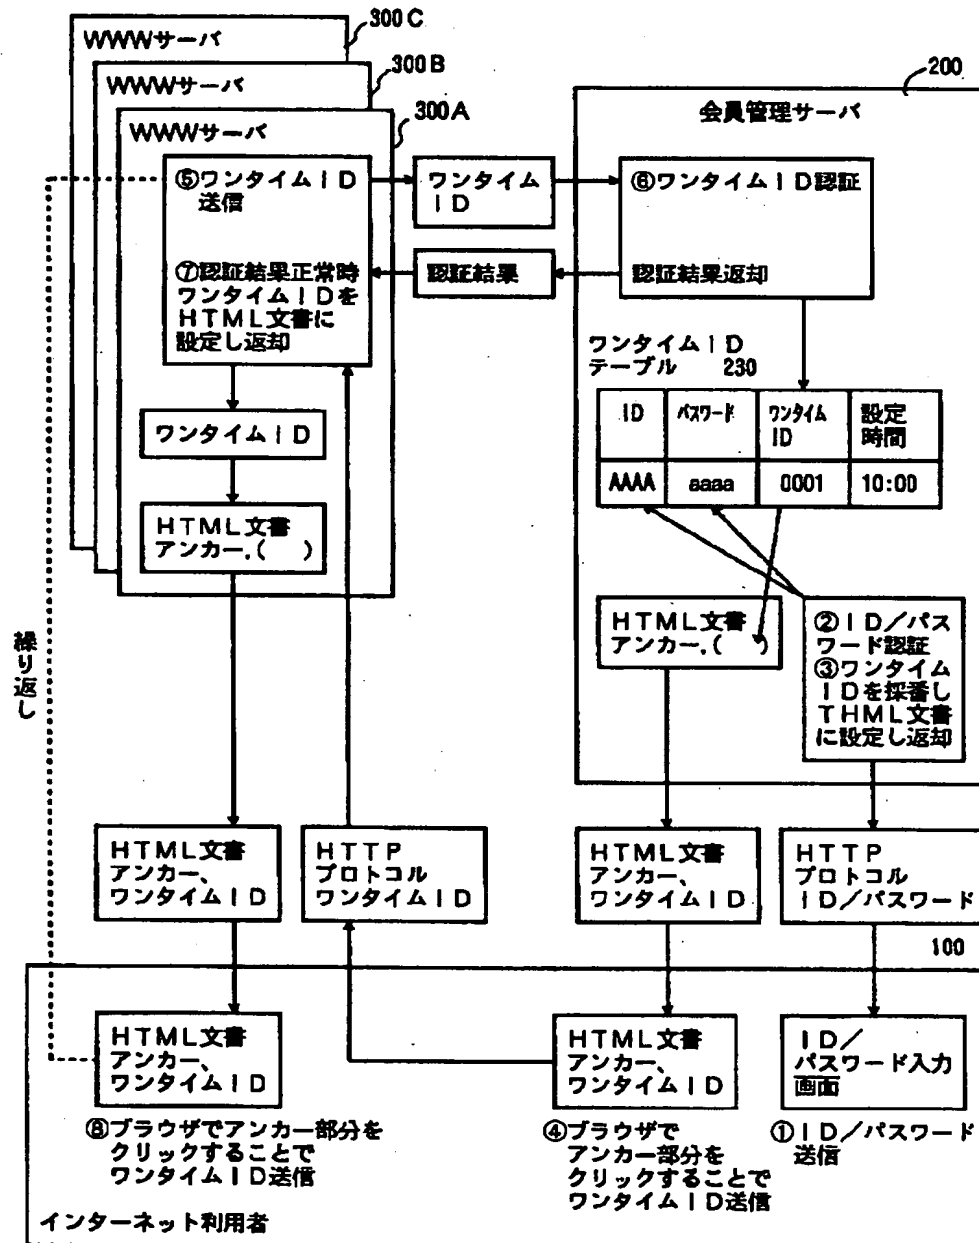 300C
WWWサーバ
300B
WWWサーバ
300A
WWWサーバ
⑤ワンタイムID
送信
⑦認証結果正常時
ワンタイムIDを
HTML文書に
設定し返却
ワンタイムID
HTML文書
アンカー,(　　)
ワンタイム
ID
認証結果
200
会員管理サーバ
⑥ワンタイムID認証
認証結果返却
ワンタイムID
テーブル　230
ID　パスワード　ワンタイムID　設定時間
AAAA　aaaa　0001　10:00
HTML文書
アンカー,(　　)
②ID/パス
ワード認証
③ワンタイム
IDを採番し
THML文書
に設定し返却
繰り返し
HTML文書
アンカー、
ワンタイムID
HTTP
プロトコル
ワンタイムID
HTML文書
アンカー、
ワンタイムID
HTTP
プロトコル
ID/パスワード
100
HTML文書
アンカー、
ワンタイムID
⑧ブラウザでアンカー部分を
クリックすることで
ワンタイムID送信
HTML文書
アンカー、
ワンタイムID
④ブラウザで
アンカー部分を
クリックすることで
ワンタイムID送信
ID/
パスワード入力
画面
①ID/パスワード
送信
インターネット利用者